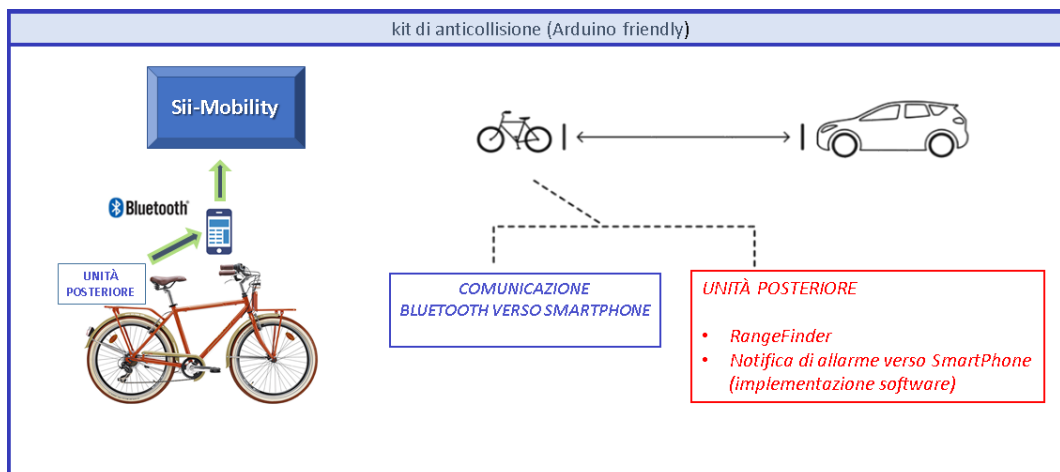 kit di anticollisione (Arduino friendly)
Sii-Mobility
Bluetooth
UNITÀ
POSTERIORE
COMUNICAZIONE
BLUETOOTH VERSO SMARTPHONE
UNITÀ POSTERIORE
• RangeFinder
• Notifica di allarme verso SmartPhone
(implementazione software)